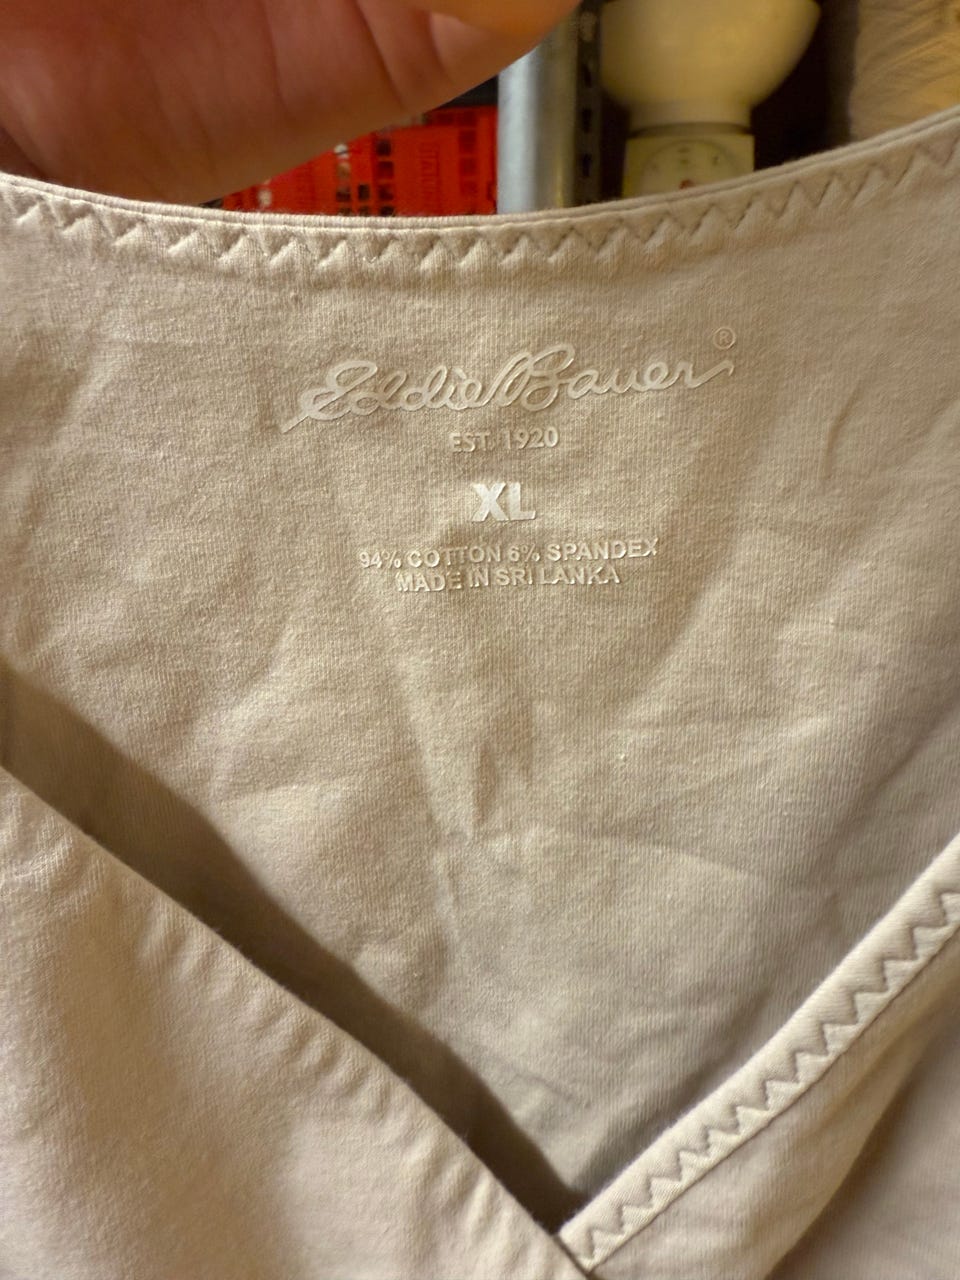 Eddie Bauer®
EST. 1920
XL
94% COTTON 6% SPANDEX
MADE IN SRI LANKA